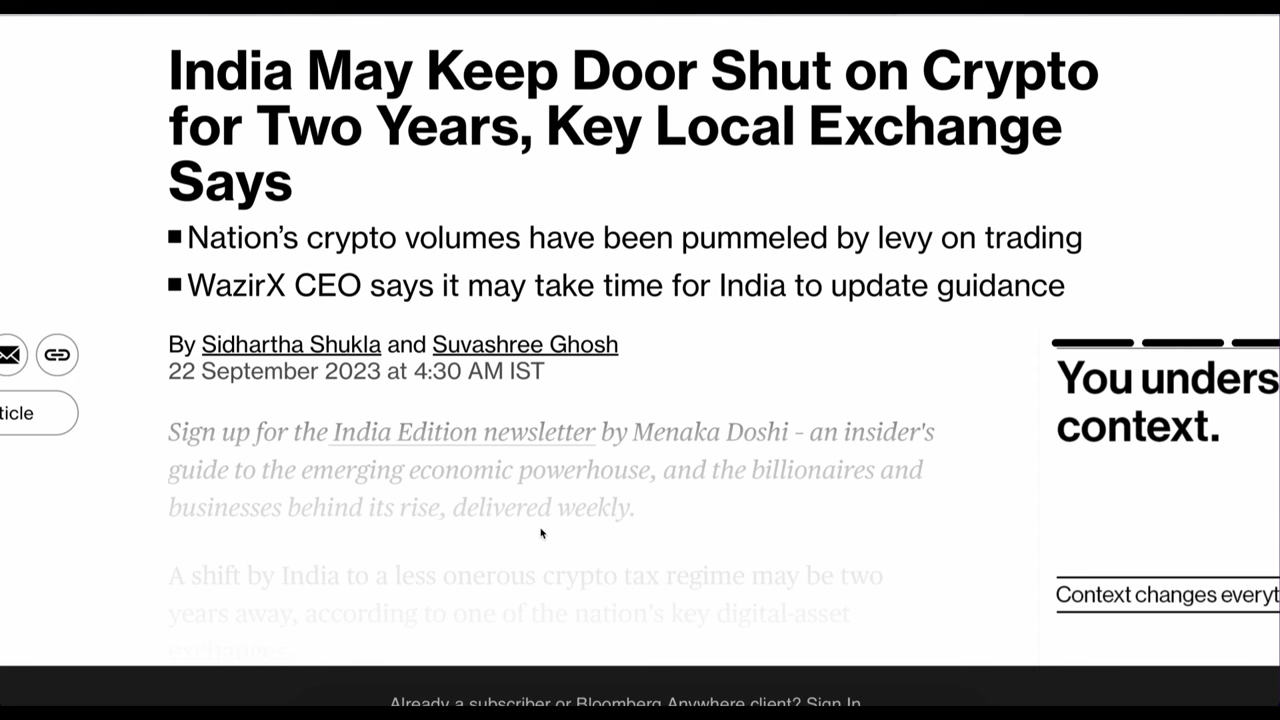 India May Keep Door Shut on Crypto
for Two Years, Key Local Exchange
Says
Nation's crypto volumes have been pummeled by levy on trading
WazirX CEO says it may take time for India to update guidance
By Sidhartha Shukla and Suvashree Ghosh
22 September 2023 at 4:30 AM IST
ticle
Sign up for the India Edition newsletter by Menaka Doshi – an insider's
guide to the emerging economic powerhouse, and the billionaires and
businesses behind its rise, delivered weekly.
A shift by India to a less onerous crypto tax regime may be two
years away, according to one of the nation's key digital-asset
exchanges.
You unders
context.
Context changes everyt
Already a subscriber or Bloomberg Anywhere client? Sign In